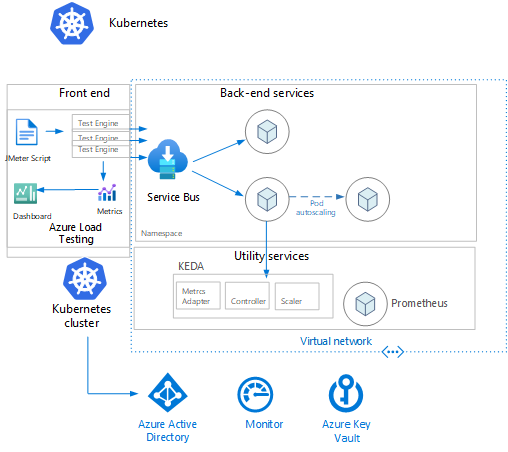 Kubernetes
Front end
Back-end services
Test Engine
Test Engine
Test Engine
JMeter Script
Dashboard
Metrics
Azure Load
Testing
Service Bus
Pod
autoscaling
Namespace
Utility services
KEDA
Metrcs
Adapter
Controller
Scaler
Prometheus
Kubernetes
cluster
Virtual network
Azure Active
Directory
Monitor
Azure Key
Vault